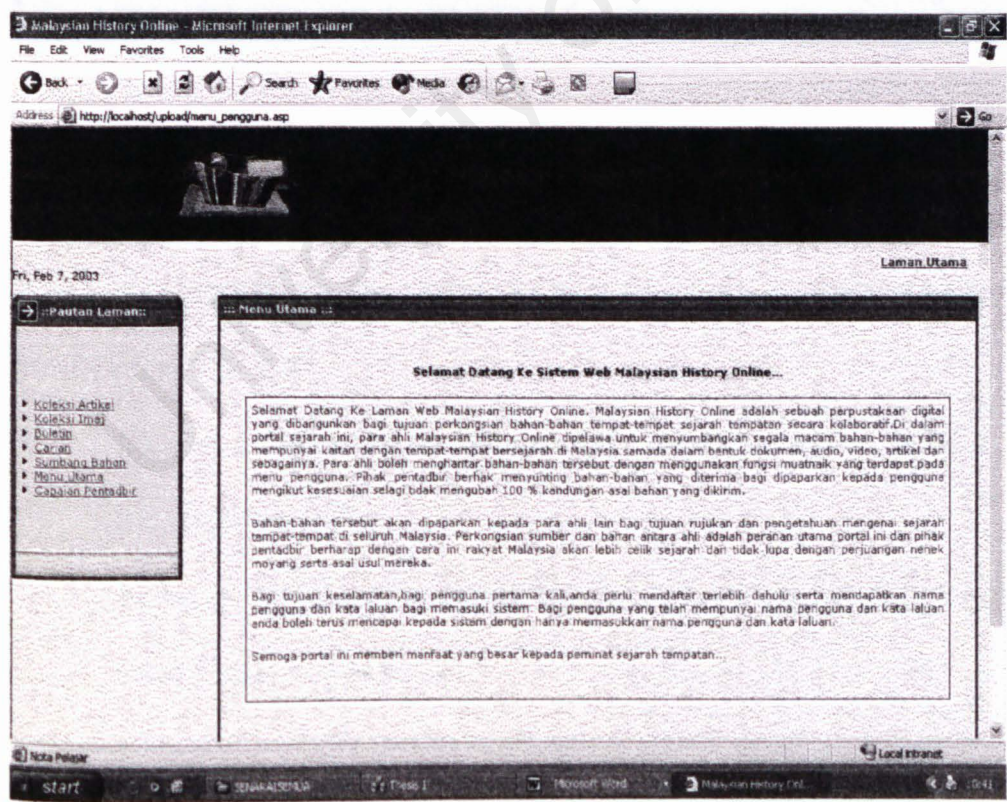 Malaysian History Online - Microsoft Internet Explorer
File Edit View Favorites Tools Help
Back Search Favorites Media
Address http://localhost/upload/menu_pengguna.asp Go
Laman Utama
Fri, Feb 7, 2003
::Pautan Laman::
Koleksi Artikel
Koleksi Imej
Buletin
Carian
Sumbang Bahan
Menu Utama
Capaian Pentadbir
::: Menu Utama :::
Selamat Datang Ke Sistem Web Malaysian History Online...
Selamat Datang Ke Laman Web Malaysian History Online. Malaysian History Online adalah sebuah perpustakaan digital
yang dibangunkan bagi tujuan perkongsian bahan-bahan tempat-tempat sejarah tempatan secara kolaboratif.Di dalam
portal sejarah ini, para ahli Malaysian History Online dipelawa untuk menyumbangkan segala macam bahan-bahan yang
mempunyai kaitan dengan tempat-tempat bersejarah di Malaysia samada dalam bentuk dokumen, audio, video, artikel dan
sebagainya. Para ahli boleh menghantar bahan-bahan tersebut dengan menggunakan fungsi muatnaik yang terdapat pada
menu pengguna. Pihak pentadbir berhak menyunting bahan-bahan yang diterima bagi dipaparkan kepada pengguna
mengikut kesesuaian selagi tidak mengubah 100 % kandungan asal bahan yang dikirim.
Bahan-bahan tersebut akan dipaparkan kepada para ahli lain bagi tujuan rujukan dan pengetahuan mengenai sejarah
tempat-tempat di seluruh Malaysia. Perkongsian sumber dan bahan antara ahli adalah peranan utama portal ini dan pihak
pentadbir berharap dengan cara ini rakyat Malaysia akan lebih celik sejarah dan tidak lupa dengan perjuangan nenek
moyang serta asal usul mereka.
Bagi tujuan keselamatan,bagi pengguna pertama kali,anda perlu mendaftar terlebih dahulu serta mendapatkan nama
pengguna dan kata laluan bagi memasuki sistem. Bagi pengguna yang telah mempunyai nama pengguna dan kata laluan
anda boleh terus mencapai kepada sistem dengan hanya memasukkan nama pengguna dan kata laluan.
Semoga portal ini memberi manfaat yang besar kepada peminat sejarah tempatan...
Nota Pelajar Local intranet
start SENARAISEMUA Thesis 1 Microsoft Word Malaysian History Onl... 10:41
University